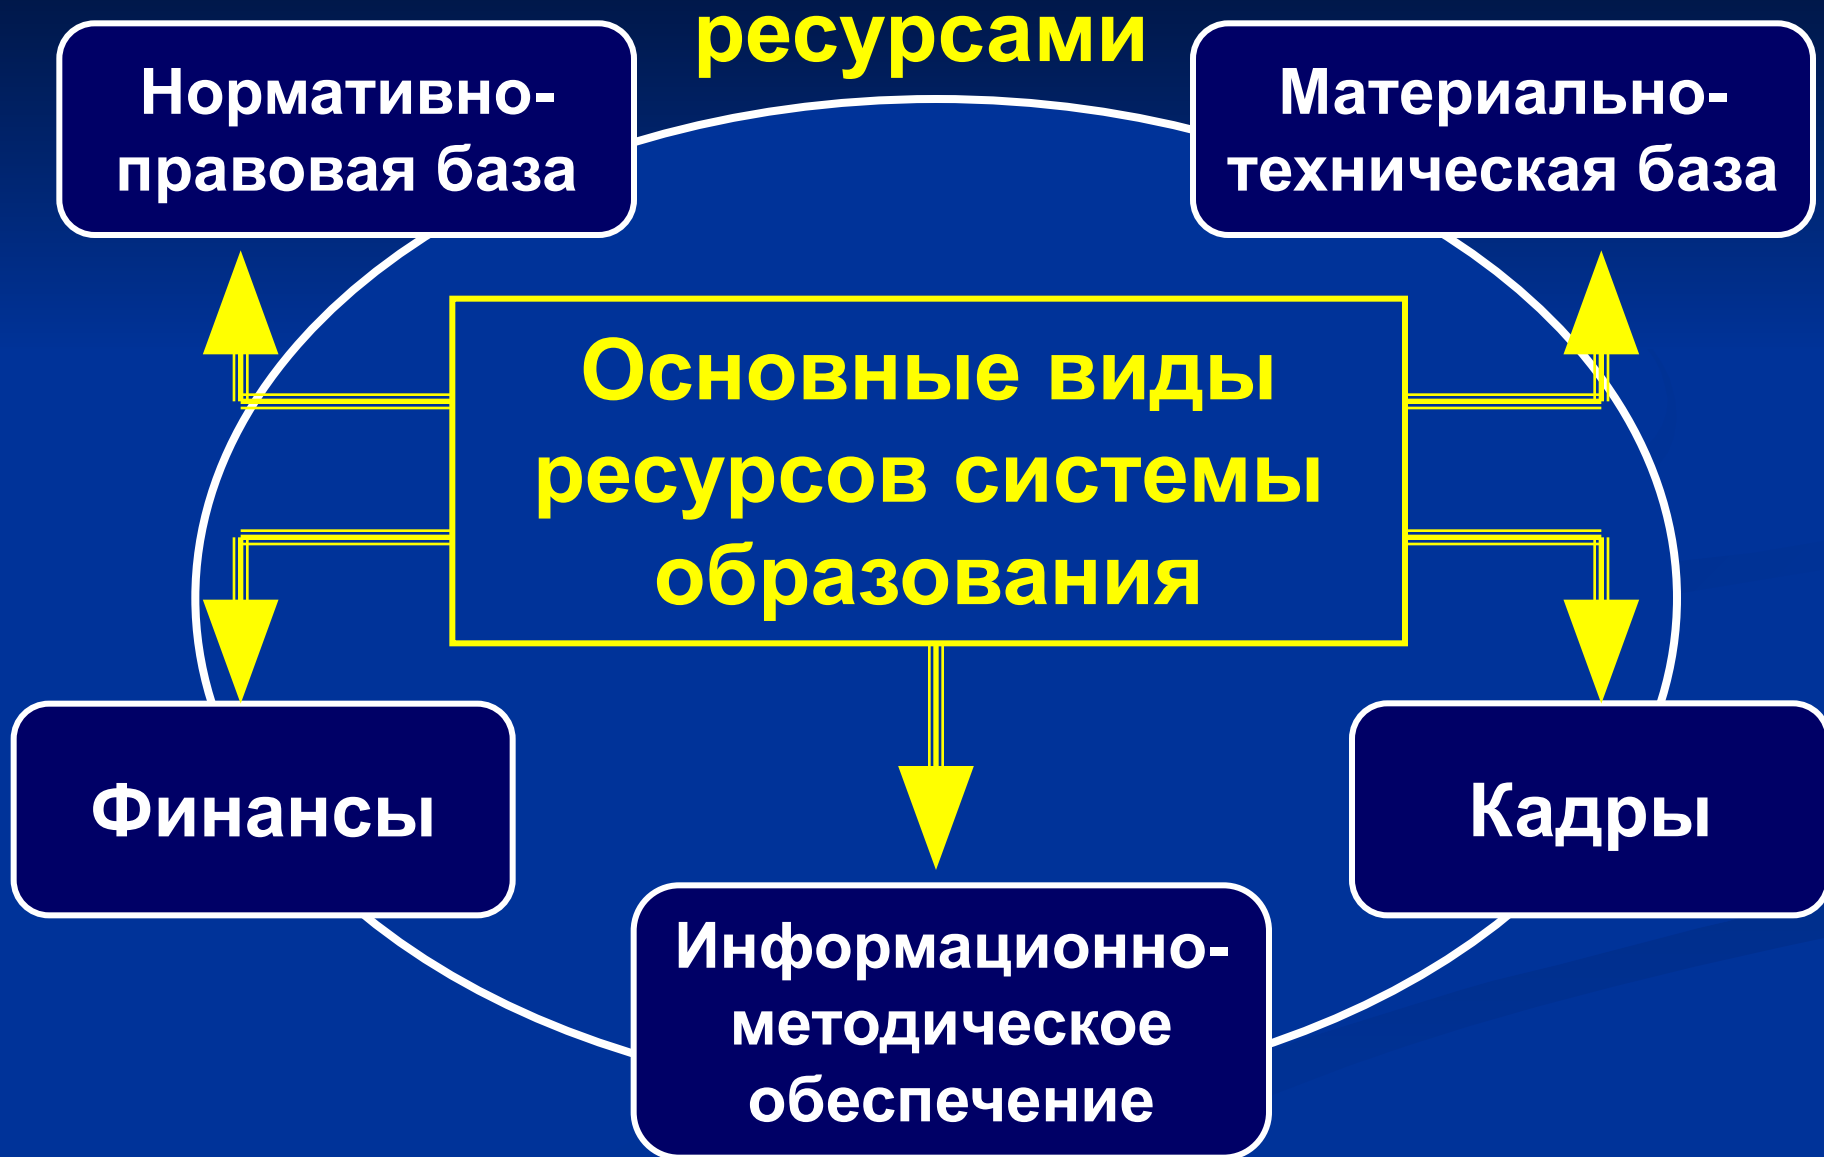 ресурсами
Нормативно-
правовая база
Материально-
техническая база
Основные виды
ресурсов системы
образования
Финансы
Кадры
Информационно-
методическое
обеспечение